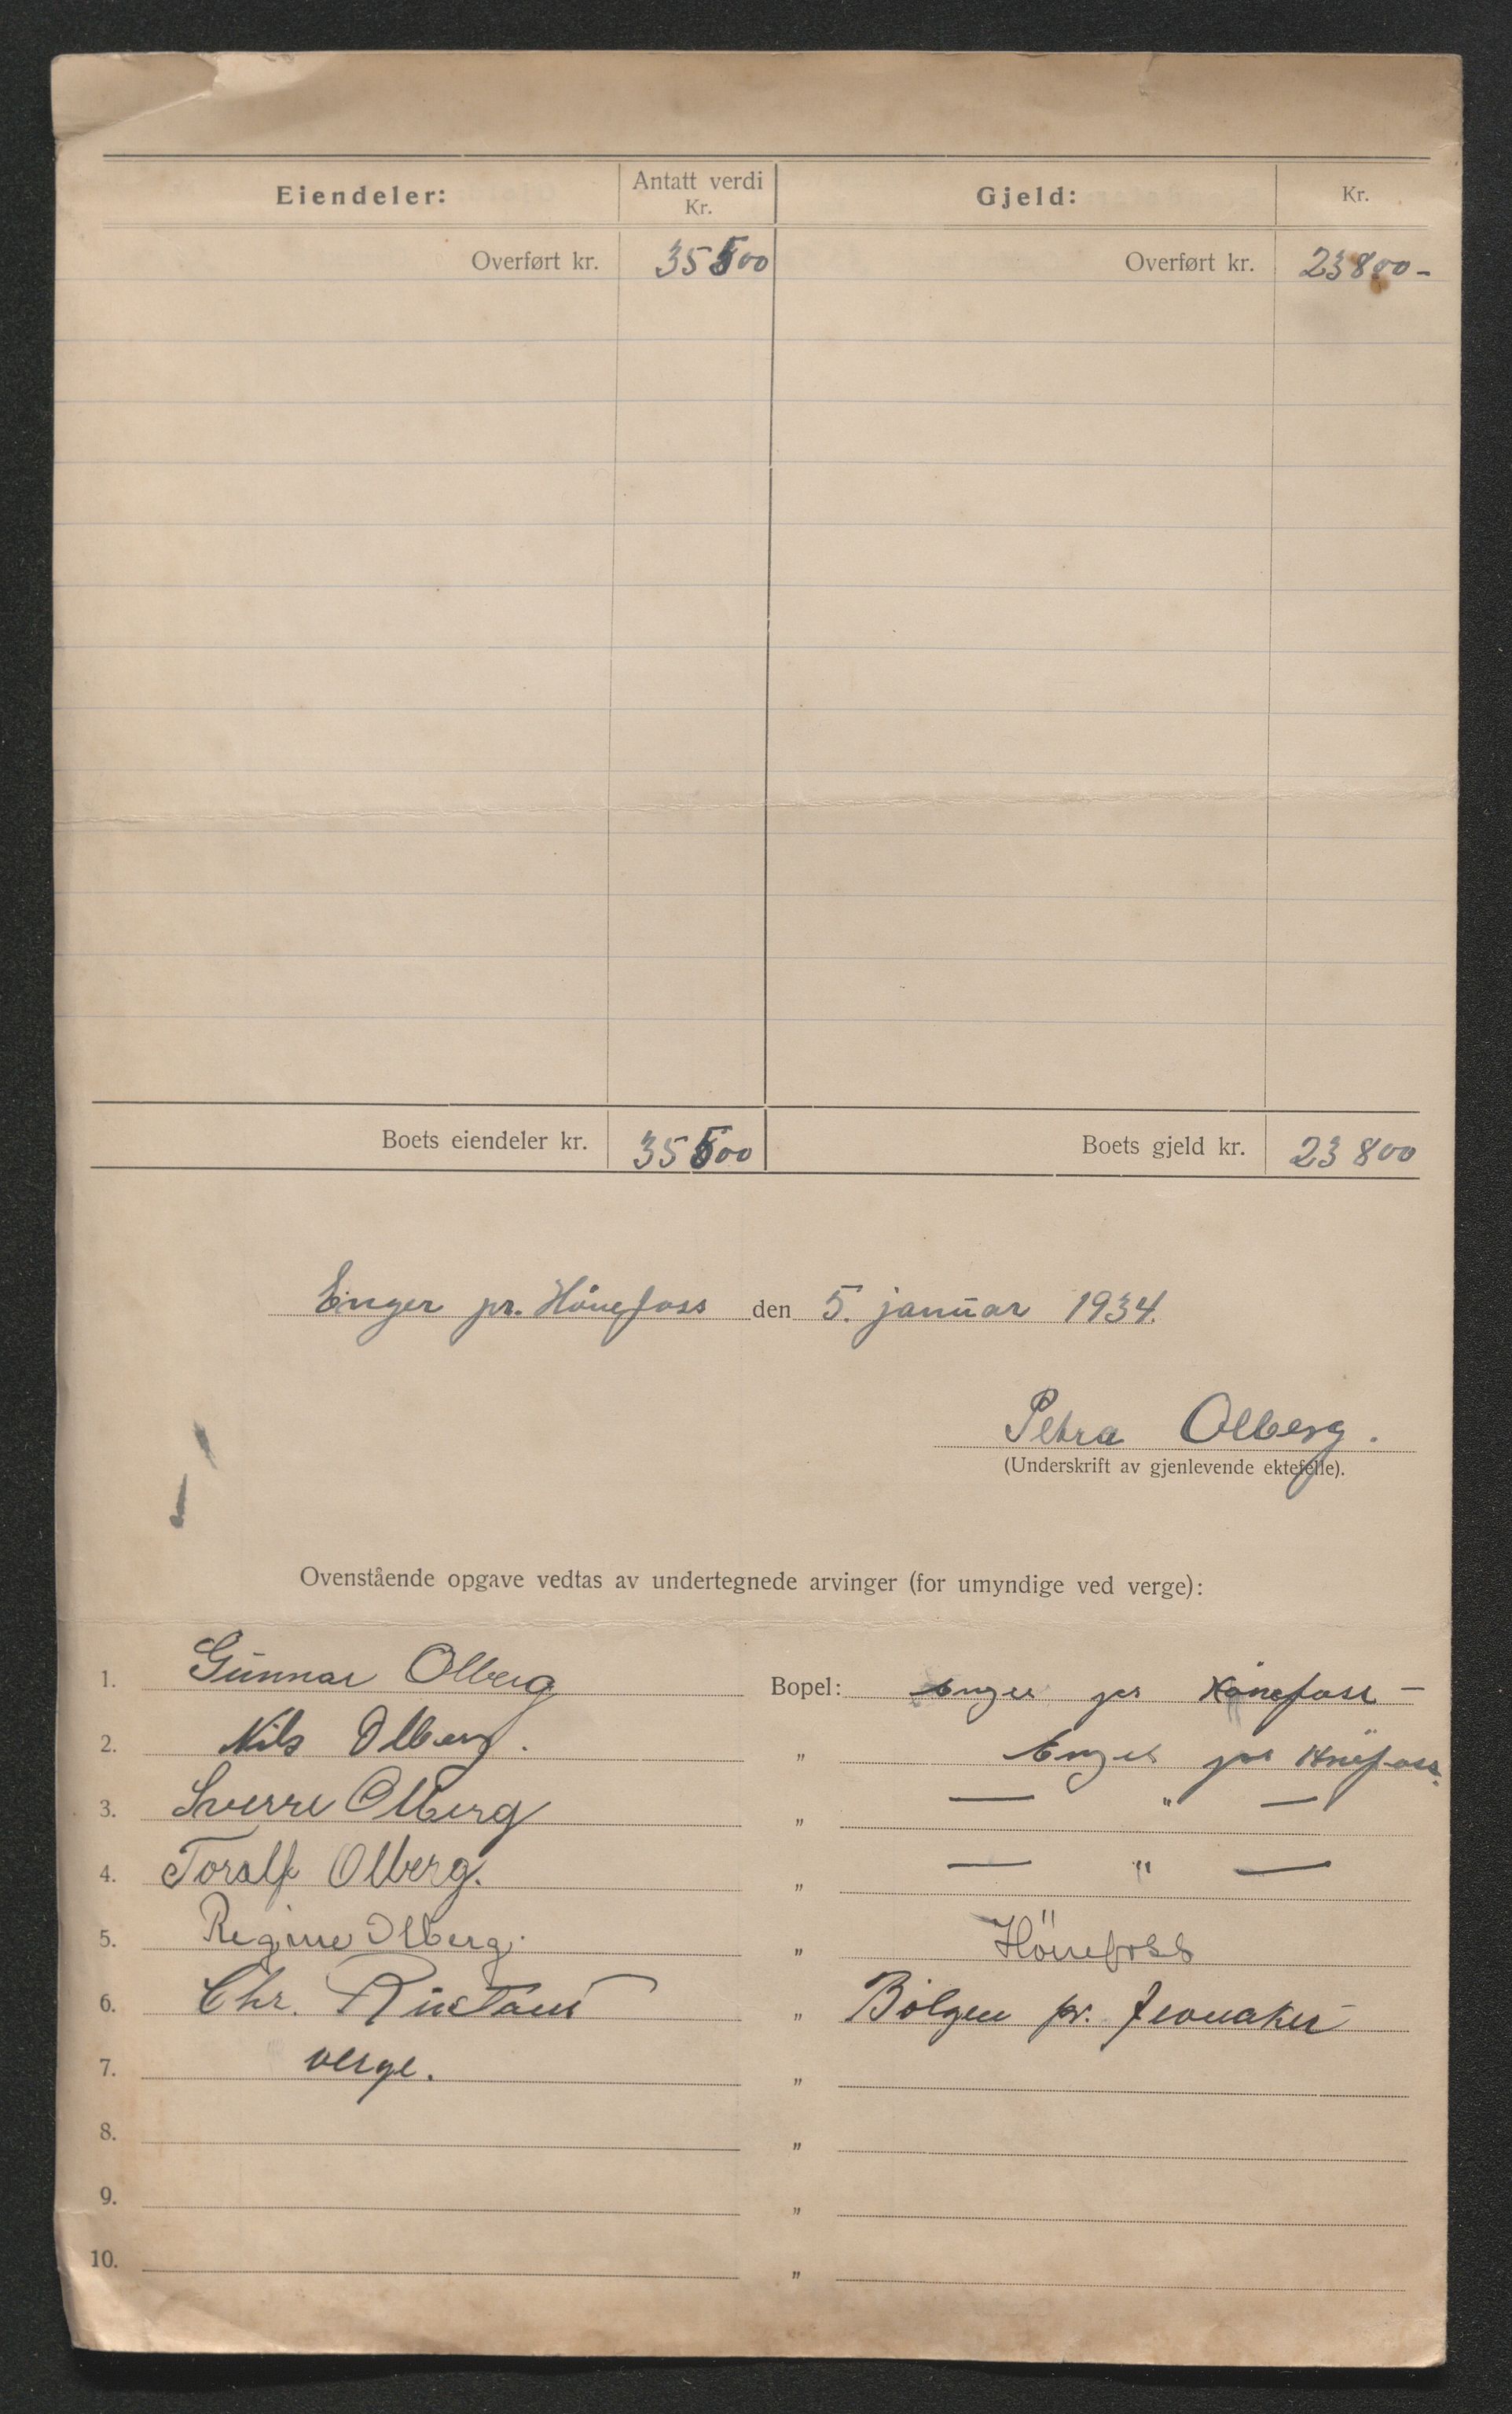 Eiendeler: Antatt verdi Kr. Gjeld: Kr.
Overført kr. 35 500 Overført kr. 23 800 -
Boets eiendeler kr. 35 500 Boets gjeld kr. 23 800
Enger pr. Hönefoss den 5. januar 1934.
Petra Olberg.
(Underskrift av gjenlevende ektefelle).
Ovenstående opgave vedtas av undertegnede arvinger (for umyndige ved verge):
1. Gunnar Olberg Bopel: Enger pr Hönefoss -
2. Nils Olberg. „ Enger pr Hönefoss.
3. Sverre Olberg „ — " —
4. Toralf Olberg. „ — " —
5. Regine Olberg. „ Hönefoss
6. Chr. „ Bølgen pr. Jevnaker
7. verge. „
8. „
9. „
10. „